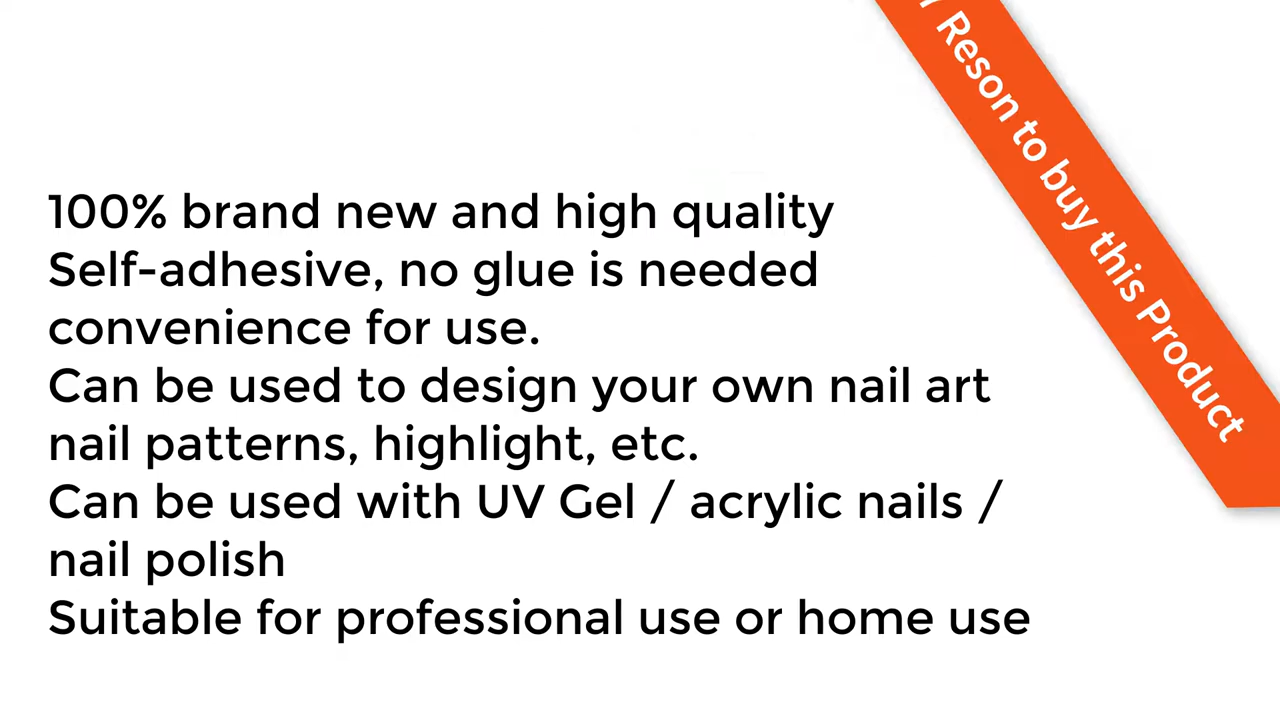 Reson to buy this Product
100% brand new and high quality
Self-adhesive, no glue is needed
convenience for use.
Can be used to design your own nail art
nail patterns, highlight, etc.
Can be used with UV Gel / acrylic nails /
nail polish
Suitable for professional use or home use